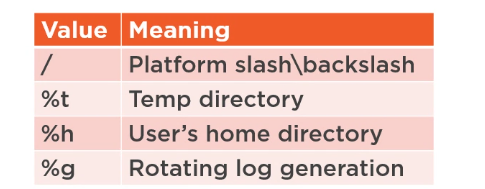 Value Meaning
/ Platform slash\backslash
%t Temp directory
%h User's home directory
%g Rotating log generation